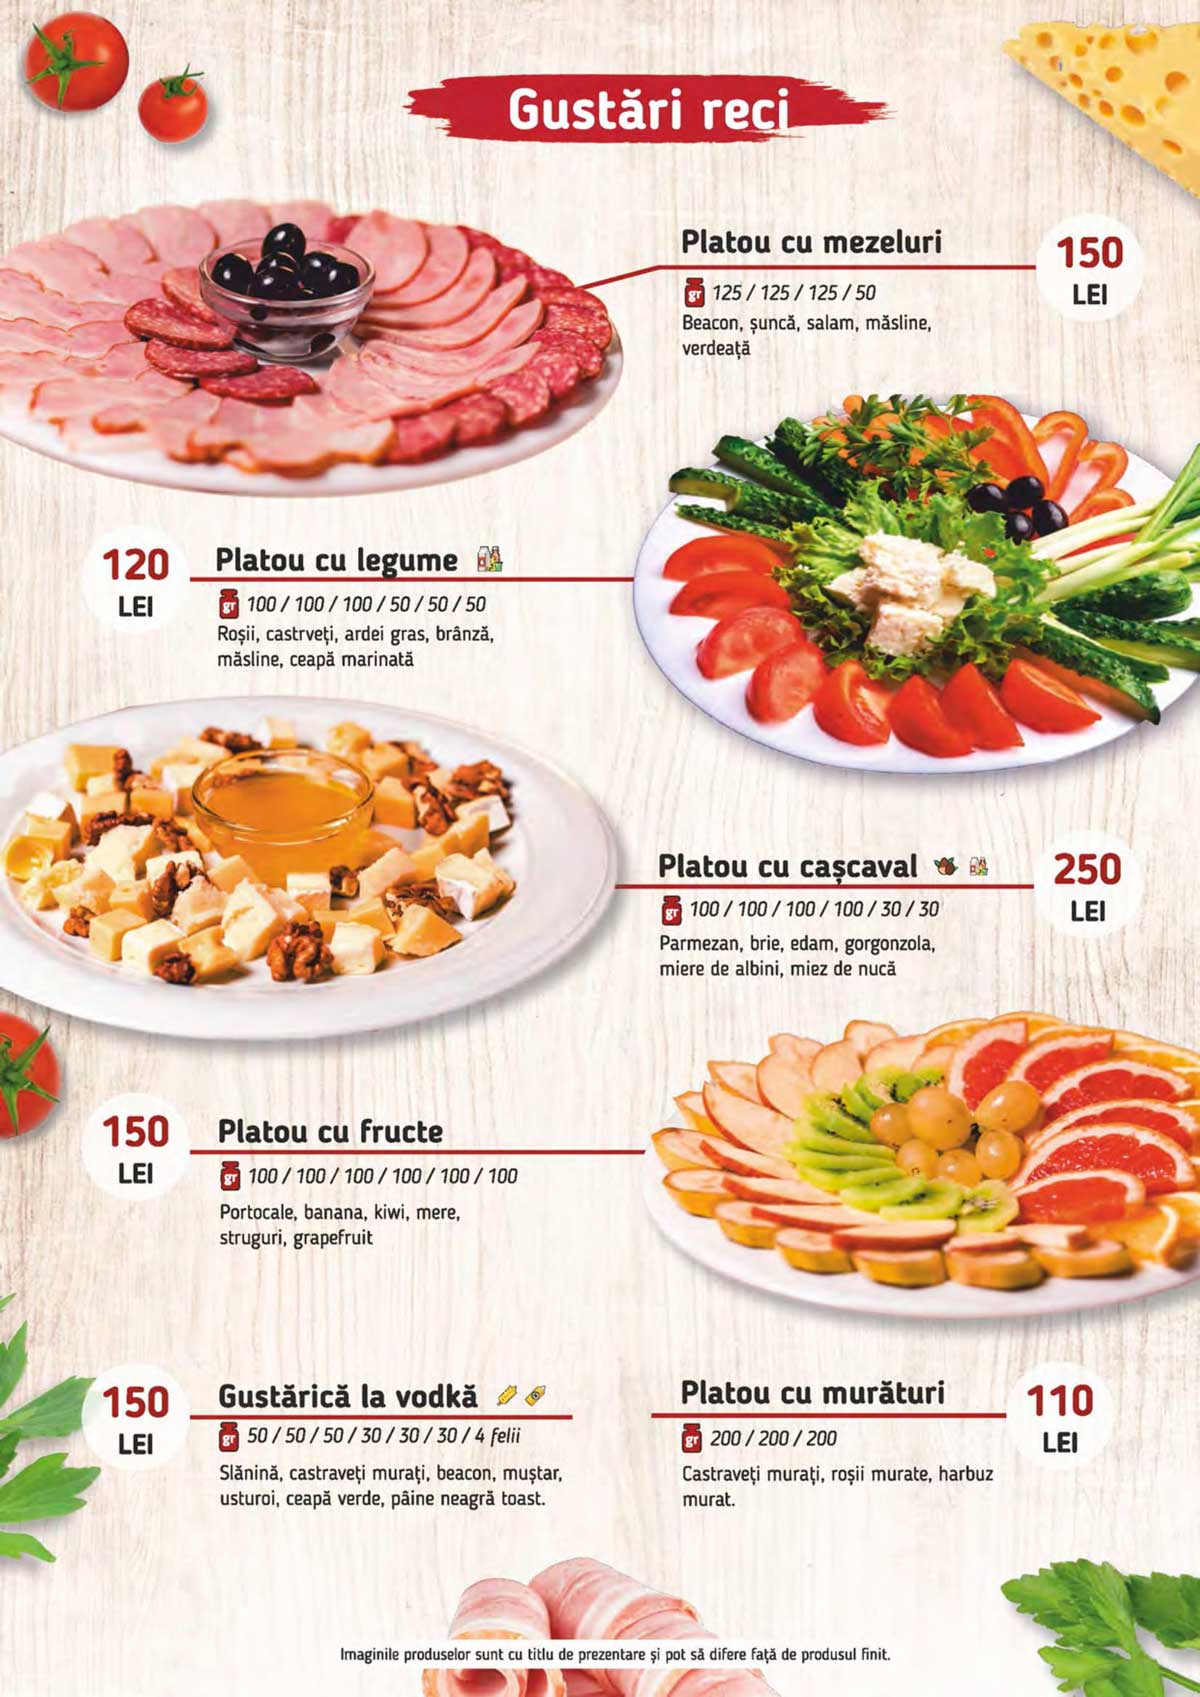 Gustări reci
Platou cu mezeluri
150
LEI
gr 125 / 125 / 125 / 50
Beacon, șuncă, salam, măsline,
verdeață
120
LEI
Platou cu legume
gr 100 / 100 / 100 / 50 / 50 / 50
Roșii, castrveți, ardei gras, brânză,
măsline, ceapă marinată
Platou cu cașcaval
250
LEI
gr 100 / 100 / 100 / 100 / 30 / 30
Parmezan, brie, edam, gorgonzola,
miere de albini, miez de nucă
150
LEI
Platou cu fructe
gr 100 / 100 / 100 / 100 / 100 / 100
Portocale, banana, kiwi, mere,
struguri, grapefruit
150
LEI
Gustărică la vodkă
gr 50 / 50 / 50 / 30 / 30 / 30 / 4 felii
Slănină, castraveți murați, beacon, muștar,
usturoi, ceapă verde, pâine neagră toast.
Platou cu murături
110
LEI
gr 200 / 200 / 200
Castraveți murați, roșii murate, harbuz
murat.
Imaginile produselor sunt cu titlu de prezentare și pot să difere față de produsul finit.